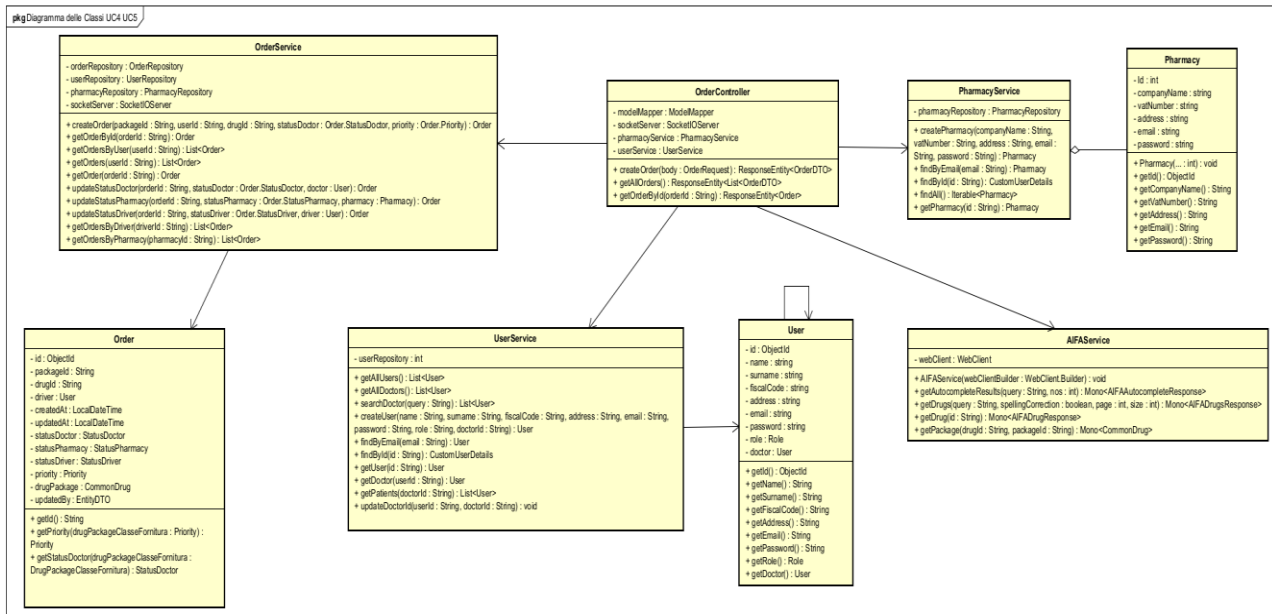 pkg Diagramma delle Classi UC4 UC5
OrderService
- orderRepository : OrderRepository
- userRepository : UserRepository
- pharmacyRepository : PharmacyRepository
- socketServer : SocketIOServer
+ createOrder(packageId : String, userId : String, drugId : String, statusDoctor : Order.StatusDoctor, priority : Order.Priority) : Order
+ getOrderById(orderId : String) : Order
+ getOrdersByUser(userId : String) : List<Order>
+ getOrders(userId : String) : List<Order>
+ getOrder(orderId : String) : Order
+ updateStatusDoctor(orderId : String, statusDoctor : Order.StatusDoctor, doctor : User) : Order
+ updateStatusPharmacy(orderId : String, statusPharmacy : Order.StatusPharmacy, pharmacy : Pharmacy) : Order
+ updateStatusDriver(orderId : String, statusDriver : Order.StatusDriver, driver : User) : Order
+ getOrdersByDriver(driverId : String) : List<Order>
+ getOrdersByPharmacy(pharmacyId : String) : List<Order>
OrderController
- modelMapper : ModelMapper
- socketServer : SocketIOServer
- pharmacyService : PharmacyService
- userService : UserService
+ createOrder(body : OrderRequest) : ResponseEntity<OrderDTO>
+ getAllOrders() : ResponseEntity<List<OrderDTO>
+ getOrderById(orderId : String) : ResponseEntity<Order>
PharmacyService
- pharmacyRepository : PharmacyRepository
+ createPharmacy(companyName : String,
vatNumber : String, address : String, email :
String, password : String) : Pharmacy
+ findByEmail(email : String) : Pharmacy
+ findById(id : String) : CustomUserDetails
+ findAll() : Iterable<Pharmacy>
+ getPharmacy(id : String) : Pharmacy
Pharmacy
- Id : int
- companyName : string
- vatNumber : string
- address : string
- email : string
- password : string
+ Pharmacy(... : int) : void
+ getId() : ObjectId
+ getCompanyName() : String
+ getVatNumber() : String
+ getAddress() : String
+ getEmail() : String
+ getPassword() : String
Order
- id : ObjectId
- packageId : String
- drugId : String
- driver : User
- createdAt : LocalDateTime
- updatedAt : LocalDateTime
- statusDoctor : StatusDoctor
- statusPharmacy : StatusPharmacy
- statusDriver : StatusDriver
- priority : Priority
- drugPackage : CommonDrug
- updatedBy : EntityDTO
+ getId() : String
+ getPriority(drugPackageClasseFornitura : Priority) :
Priority
+ getStatusDoctor(drugPackageClasseFornitura :
DrugPackageClasseFornitura) : StatusDoctor
UserService
- userRepository : int
+ getAllUsers() : List<User>
+ getAllDoctors() : List<User>
+ searchDoctor(query : String) : List<User>
+ createUser(name : String, surname : String, fiscalCode : String, address : String, email : String,
password : String, role : String, doctorId : String) : User
+ findByEmail(email : String) : User
+ findById(id : String) : CustomUserDetails
+ getUser(id : String) : User
+ getDoctor(userId : String) : User
+ getPatients(doctorId : String) : List<User>
+ updateDoctorId(userId : String, doctorId : String) : void
User
- id : ObjectId
- name : string
- surname : string
- fiscalCode : string
- address : string
- email : string
- password : string
- role : Role
- doctor : User
+ getId() : ObjectId
+ getName() : String
+ getSurname() : String
+ getFiscalCode() : String
+ getAddress() : String
+ getEmail() : String
+ getPassword() : String
+ getRole() : Role
+ getDoctor() : User
AIFAService
- webClient : WebClient
+ AIFAService(webClientBuilder : WebClient.Builder) : void
+ getAutocompleteResults(query : String, nos : int) : Mono<AIFAAutocompleteResponse>
+ getDrugs(query : String, spellingCorrection : boolean, page : int, size : int) : Mono<AIFADrugsResponse>
+ getDrug(id : String) : Mono<AIFADrugResponse>
+ getPackage(drugId : String, packageId : String) : Mono<CommonDrug>